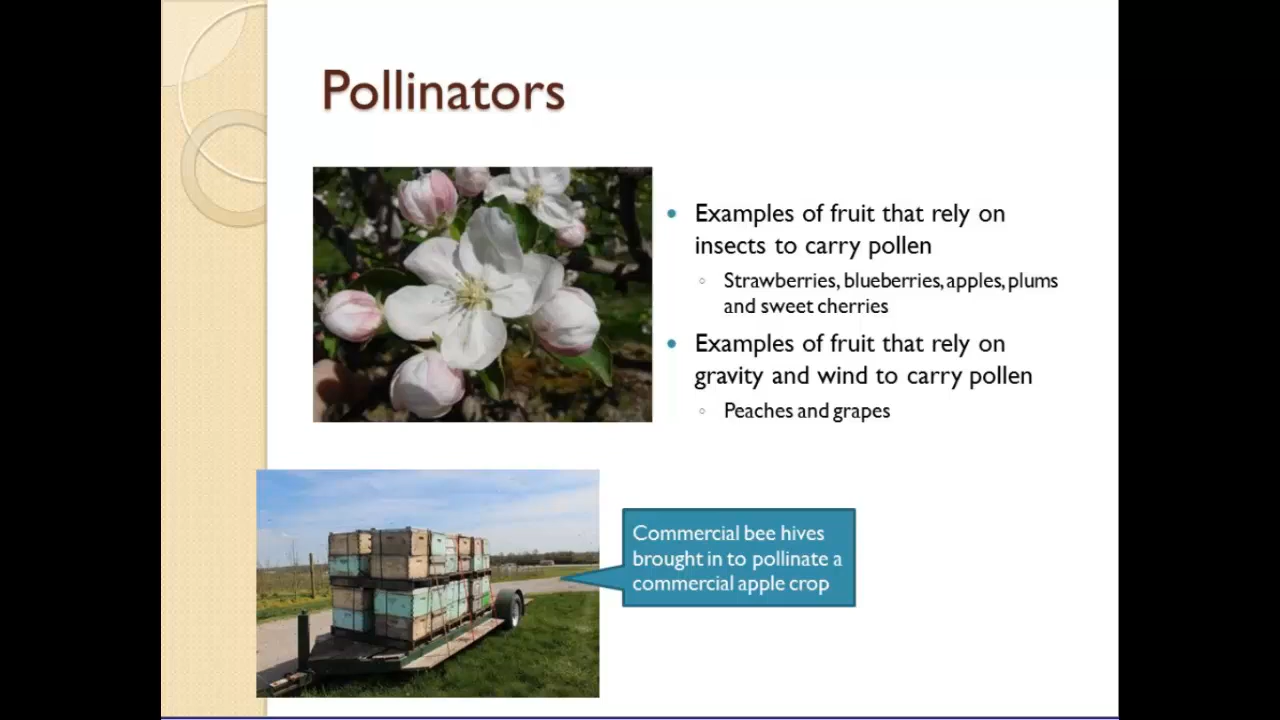 Pollinators
Examples of fruit that rely on
insects to carry pollen
Strawberries, blueberries, apples, plums
and sweet cherries
Examples of fruit that rely on
gravity and wind to carry pollen
Peaches and grapes
Commercial bee hives
brought in to pollinate a
commercial apple crop